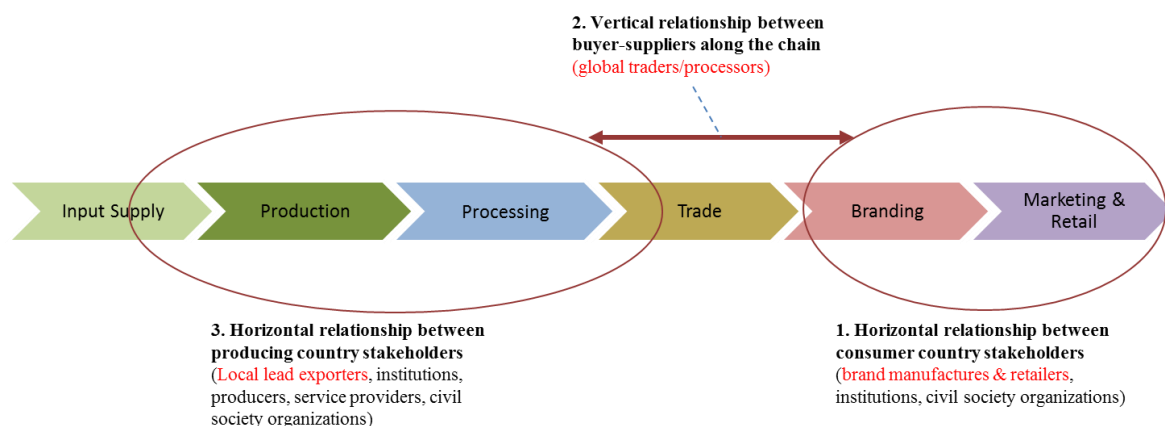 2. Vertical relationship between
buyer-suppliers along the chain
(global traders/processors)
Input Supply
Production
Processing
Trade
Branding
Marketing &
Retail
3. Horizontal relationship between
producing country stakeholders
(Local lead exporters, institutions,
producers, service providers, civil
society organizations)
1. Horizontal relationship between
consumer country stakeholders
(brand manufactures & retailers,
institutions, civil society organizations)